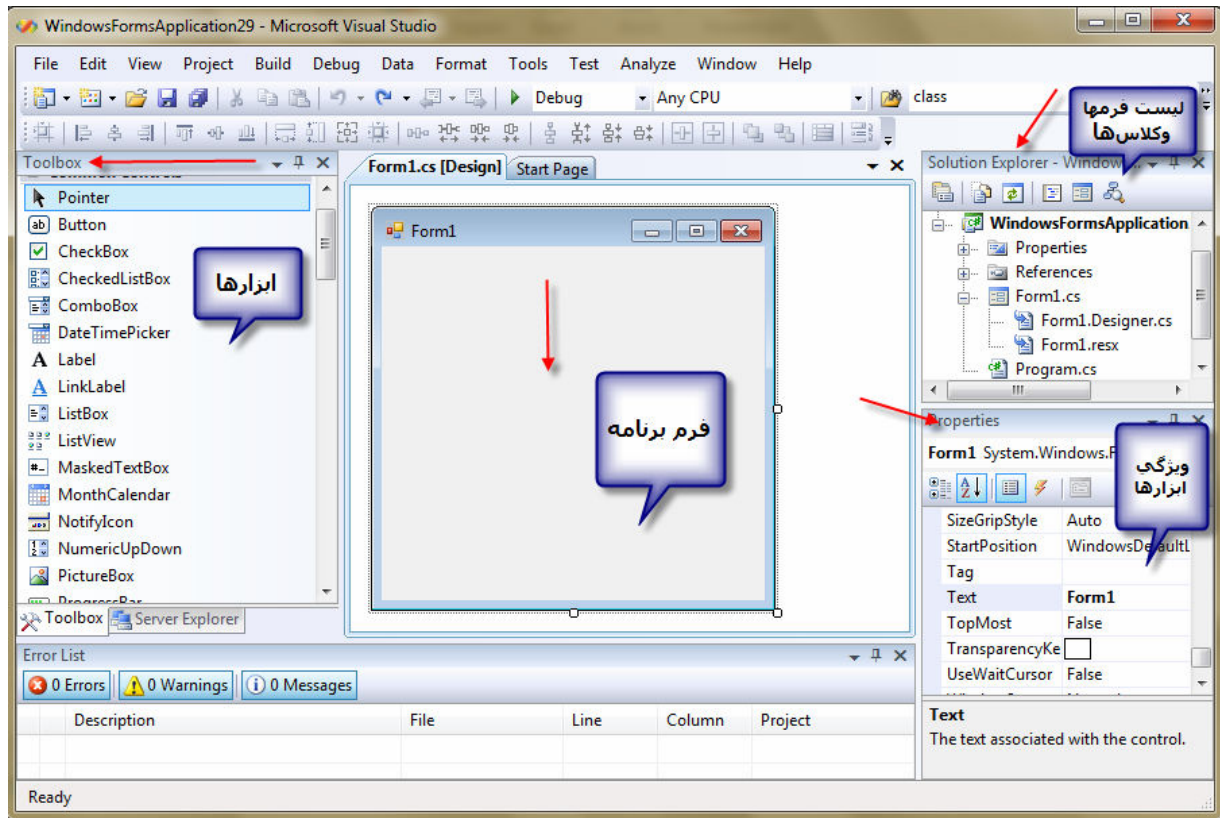 WindowsFormsApplication29 - Microsoft Visual Studio
File Edit View Project Build Debug Data Format Tools Test Analyze Window Help
Debug Any CPU class
لیست فرمها
وکلاس‌ها
Toolbox
Pointer
Button
CheckBox
CheckedListBox
ComboBox
DateTimePicker
Label
LinkLabel
ListBox
ListView
MaskedTextBox
MonthCalendar
NotifyIcon
NumericUpDown
PictureBox
ProgressBar
Toolbox Server Explorer
ابزارها
Form1.cs [Design] Start Page
Form1
فرم برنامه
Solution Explorer - Window...
WindowsFormsApplication
Properties
References
Form1.cs
Form1.Designer.cs
Form1.resx
Program.cs
Properties
Form1 System.Windows.F
ویژگي
ابزارها
SizeGripStyle Auto
StartPosition WindowsDefaultL
Tag
Text Form1
TopMost False
TransparencyKe
UseWaitCursor False
Text
The text associated with the control.
Error List
0 Errors 0 Warnings 0 Messages
Description File Line Column Project
Ready